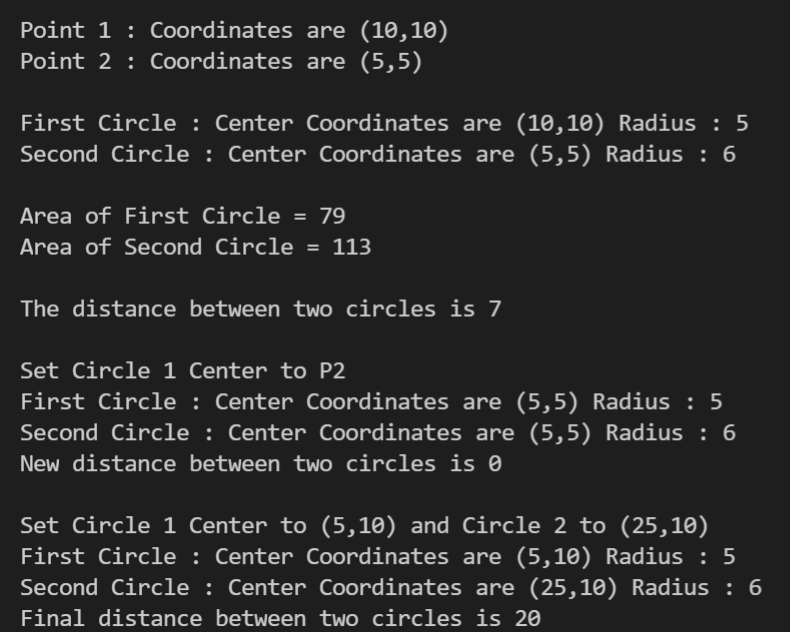 Point 1 : Coordinates are (10,10)
Point 2 : Coordinates are (5,5)
First Circle : Center Coordinates are (10,10) Radius : 5
Second Circle : Center Coordinates are (5,5) Radius : 6
Area of First Circle = 79
Area of Second Circle = 113
The distance between two circles is 7
Set Circle 1 Center to P2
First Circle : Center Coordinates are (5,5) Radius : 5
Second Circle : Center Coordinates are (5,5) Radius : 6
New distance between two circles is 0
Set Circle 1 Center to (5,10) and Circle 2 to (25,10)
First Circle : Center Coordinates are (5,10) Radius : 5
Second Circle : Center Coordinates are (25,10) Radius : 6
Final distance between two circles is 20